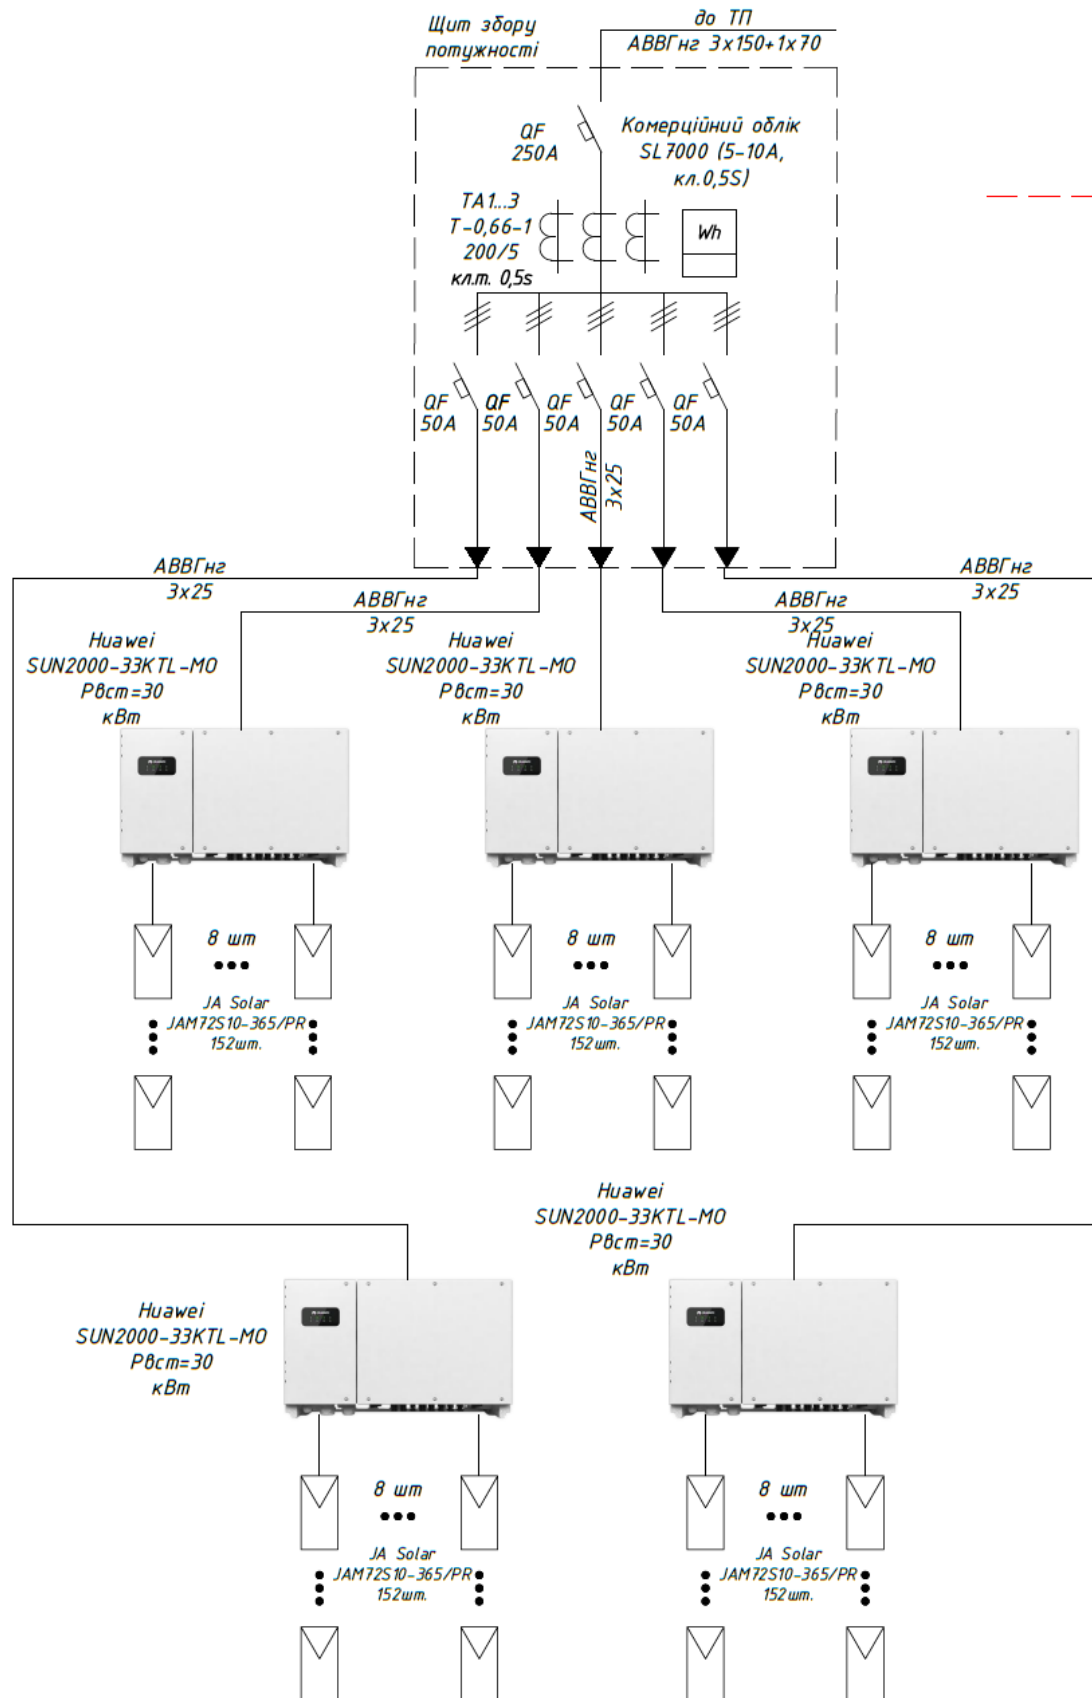 Щит збору
потужності
до ТП
АВВГнг 3х150+1х70
QF
250А
Комерційний облік
SL7000 (5-10А,
кл.0,5S)
ТА1...3
Т-0,66-1
200/5
кл.т. 0,5s
Wh
QF
50А
QF
50А
QF
50А
QF
50А
QF
50А
АВВГнг
3х25
АВВГнг
3х25
АВВГнг
3х25
АВВГнг
3х25
АВВГнг
3х25
Huawei
SUN2000-33KTL-MO
Рвст=30
кВт
Huawei
SUN2000-33KTL-MO
Рвст=30
кВт
Huawei
SUN2000-33KTL-MO
Рвст=30
кВт
8 шт
JA Solar
JAM72S10-365/PR
152шт.
8 шт
JA Solar
JAM72S10-365/PR
152шт.
8 шт
JA Solar
JAM72S10-365/PR
152шт.
Huawei
SUN2000-33KTL-MO
Рвст=30
кВт
Huawei
SUN2000-33KTL-MO
Рвст=30
кВт
8 шт
JA Solar
JAM72S10-365/PR
152шт.
8 шт
JA Solar
JAM72S10-365/PR
152шт.